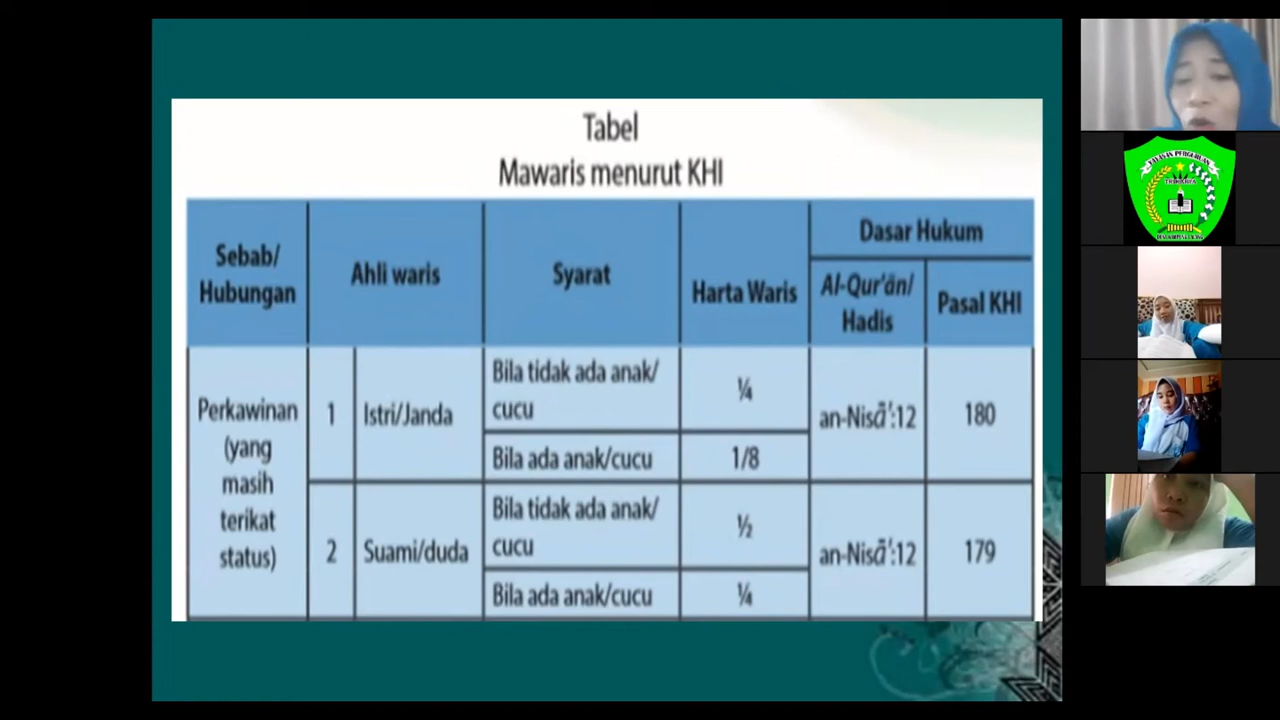 Tabel
Mawaris menurut KHI
Sebab/
Hubungan
Ahli waris
Syarat
Harta Waris
Dasar Hukum
Al-Qur'ān/
Hadis
Pasal KHI
Perkawinan
(yang
masih
terikat
status)
1
Istri/Janda
Bila tidak ada anak/
cucu
¼
an-Nisā':12
180
Bila ada anak/cucu
1/8
2
Suami/duda
Bila tidak ada anak/
cucu
½
an-Nisā':12
179
Bila ada anak/cucu
¼
YAYASAN PERGURUAN